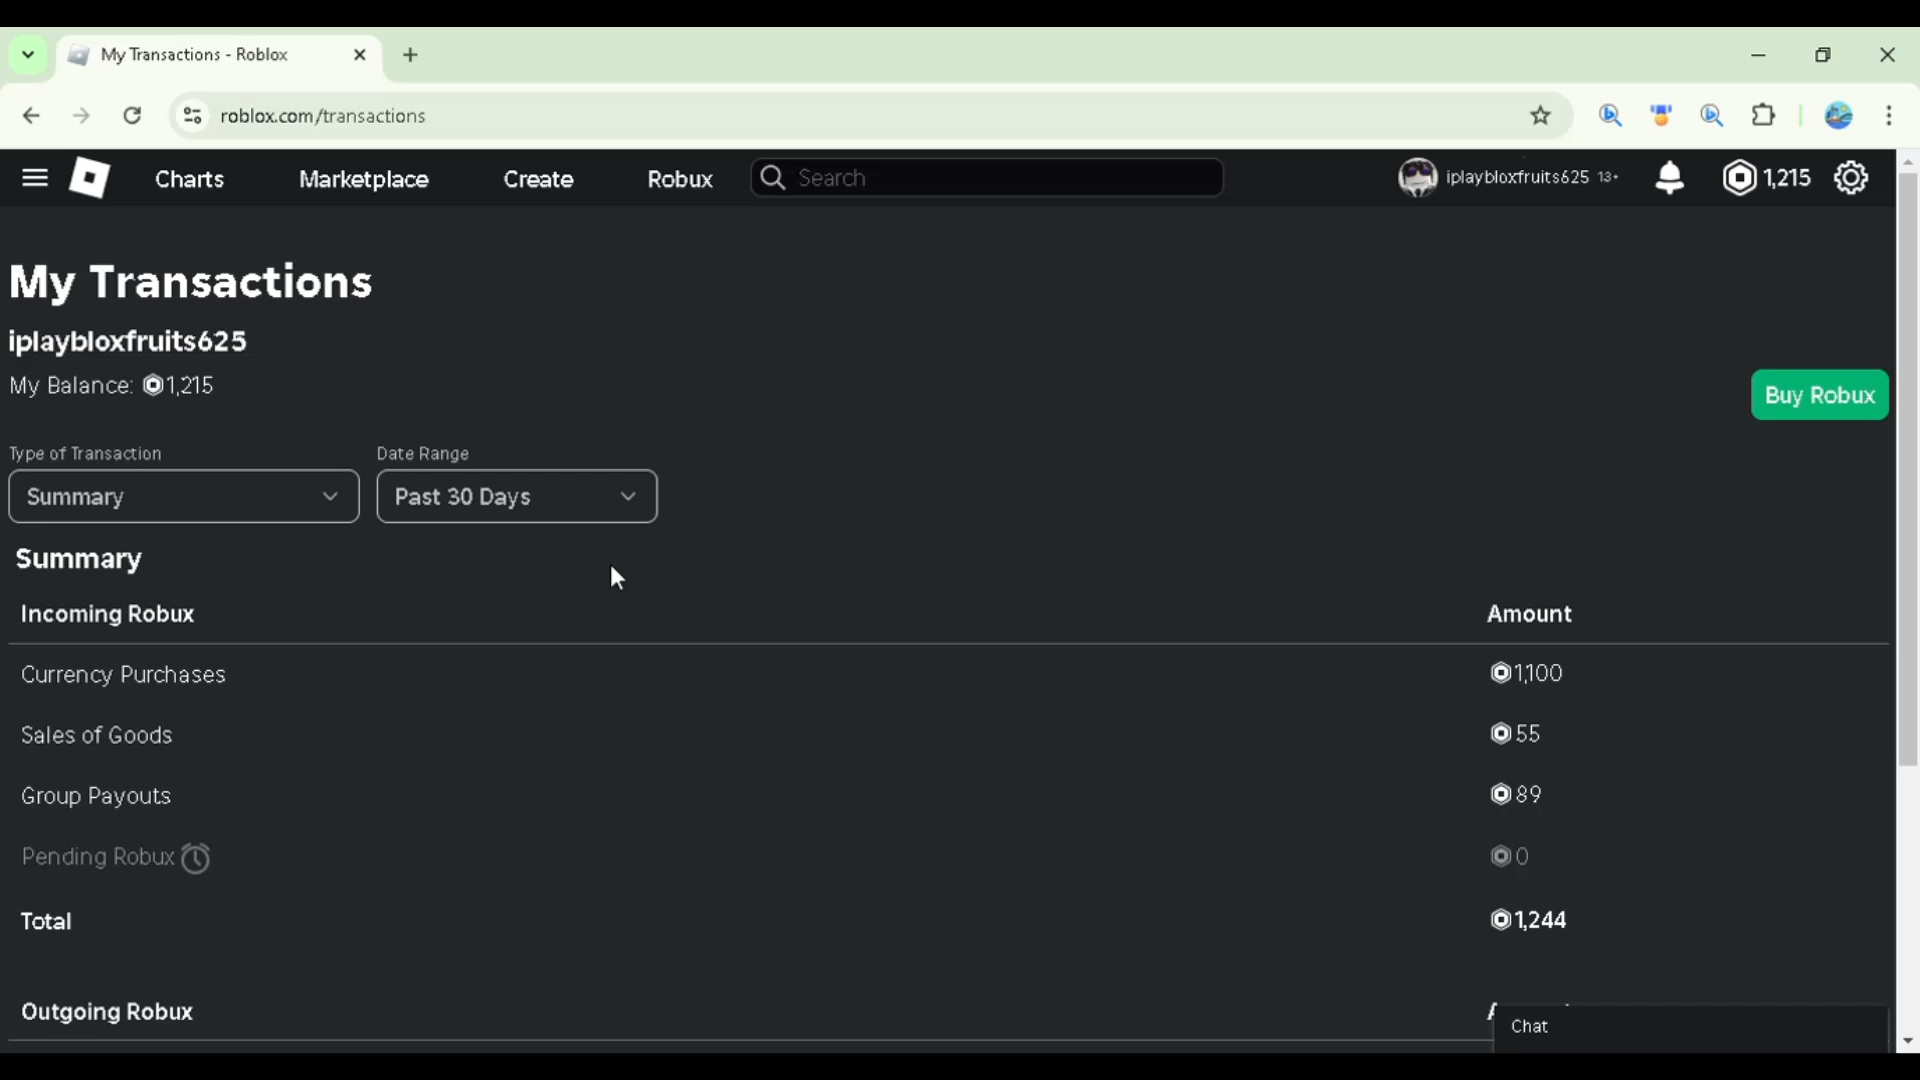 My Transactions - Roblox
roblox.com/transactions
Charts Marketplace Create Robux Search iplaybloxfruits625 13+ 1,215
My Transactions
iplaybloxfruits625
My Balance: 1,215
Buy Robux
Type of Transaction Date Range
Summary Past 30 Days
Summary
Incoming Robux Amount
Currency Purchases 1,100
Sales of Goods 55
Group Payouts 89
Pending Robux 0
Total 1,244
Outgoing Robux
Chat